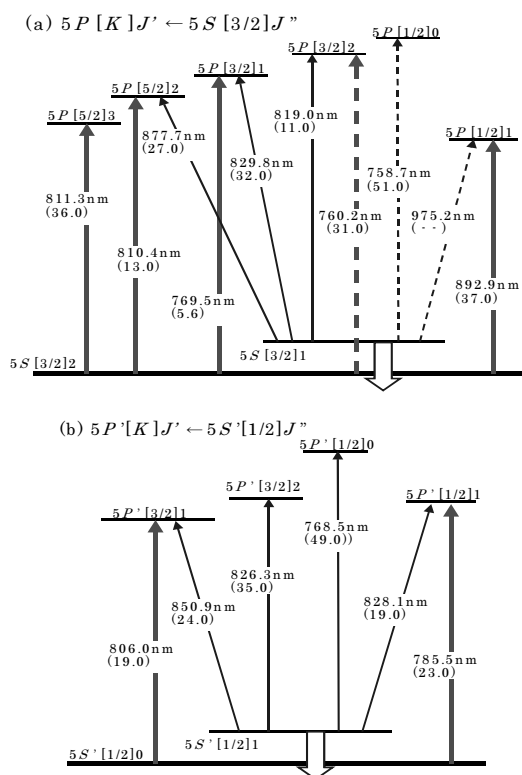 (a) 5P [K]J' ← 5S [3/2]J"
5P [1/2]0
5P [3/2]2
5P [3/2]1
5P [5/2]2
5P [5/2]3
5P [1/2]1
819.0nm
(11.0)
877.7nm
(27.0)
829.8nm
(32.0)
758.7nm
(51.0)
811.3nm
(36.0)
760.2nm
(31.0)
975.2nm
(- -)
810.4nm
(13.0)
892.9nm
(37.0)
769.5nm
(5.6)
5S [3/2]1
5S [3/2]2
(b) 5P'[K]J' ← 5S'[1/2]J"
5P' [1/2]0
5P' [3/2]2
5P' [1/2]1
5P' [3/2]1
768.5nm
(49.0))
826.3nm
(35.0)
850.9nm
(24.0)
828.1nm
(19.0)
806.0nm
(19.0)
785.5nm
(23.0)
5S' [1/2]1
5S' [1/2]0